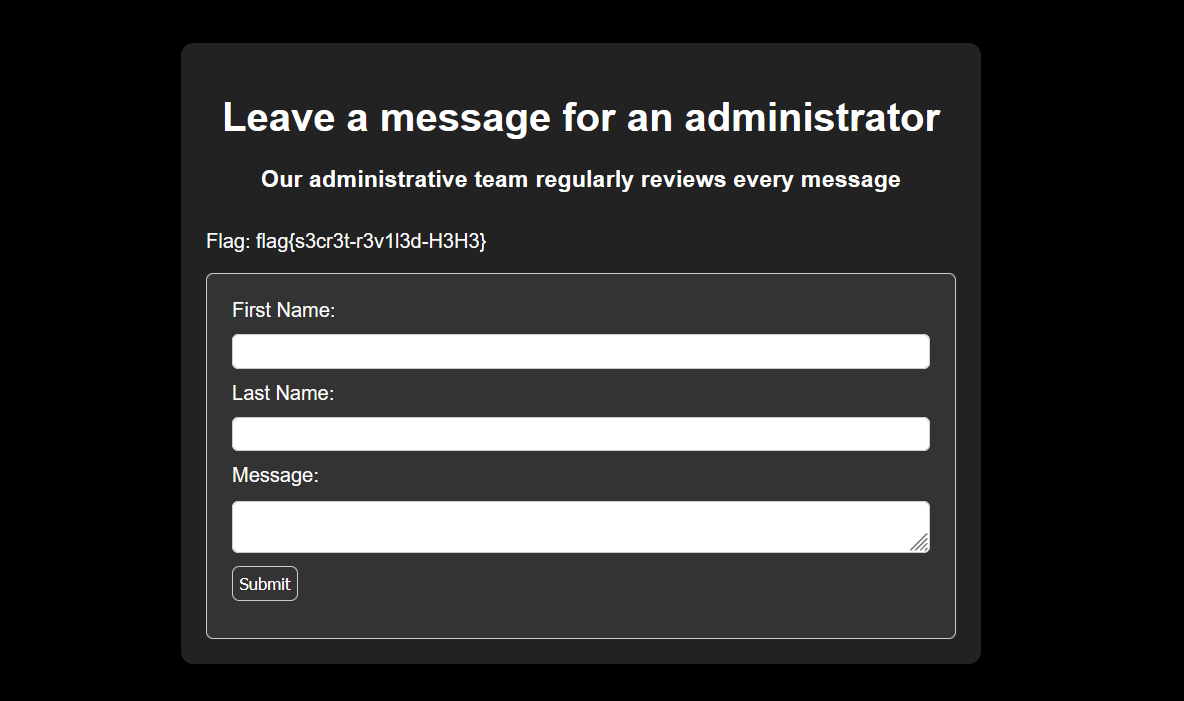 Leave a message for an administrator
Our administrative team regularly reviews every message
Flag: flag{s3cr3t-r3v1l3d-H3H3}
First Name:
Last Name:
Message:
Submit